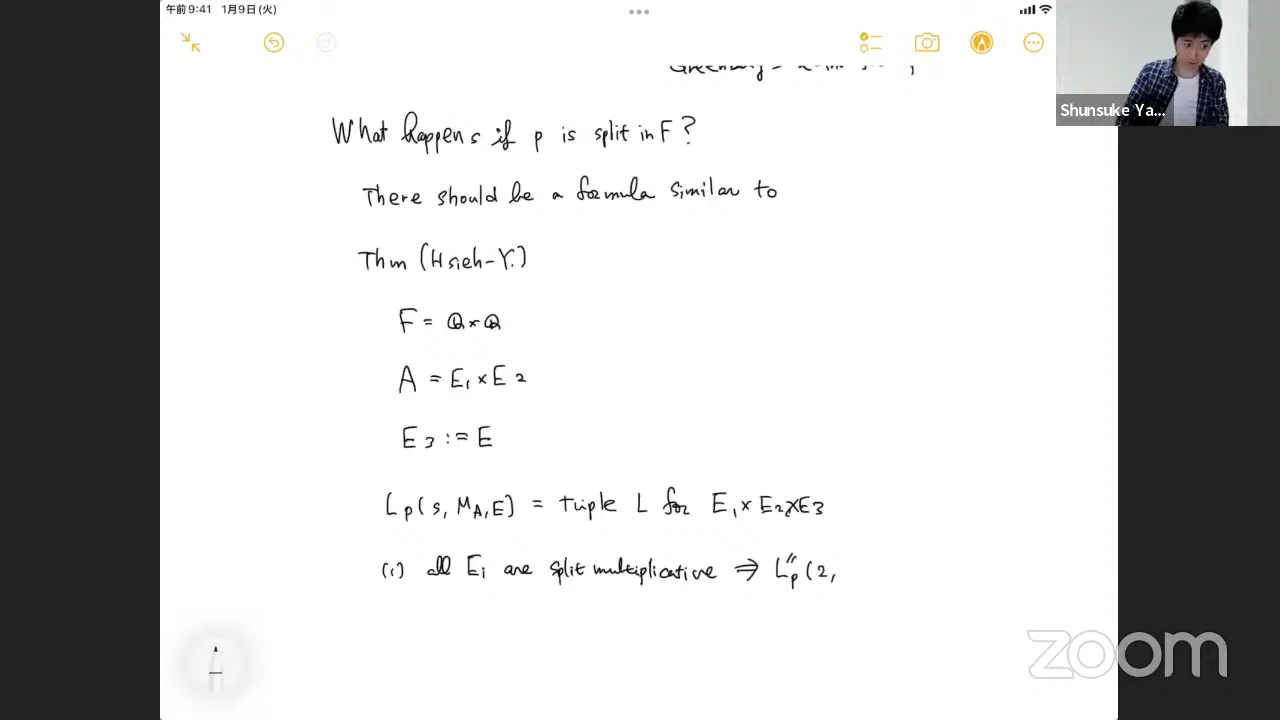 午前9:41 1月9日(火)
Shunsuke Ya...
What happens if p is split in F?
There should be a formula similar to
Thm (Hsieh-Y.)
F = Q×Q
A = E₁×E₂
E₃ := E
Lₚ(s, M_A,E) = triple L for E₁×E₂×E₃
(i) all Eᵢ are split multiplicative ⇒ L''ₚ(2,
zoom